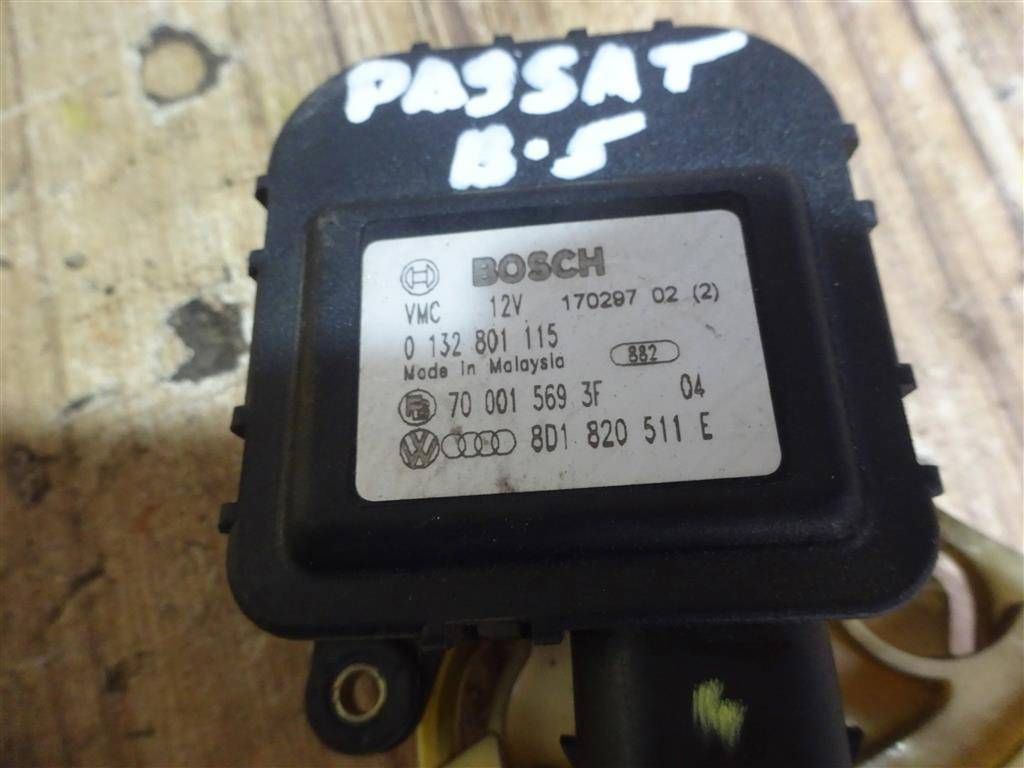 PASSAT
B.5
BOSCH
VMC 12V 170297 02 (2)
0 132 801 115
Made in Malaysia 882
70 001 569 3F 04
8D1 820 511 E